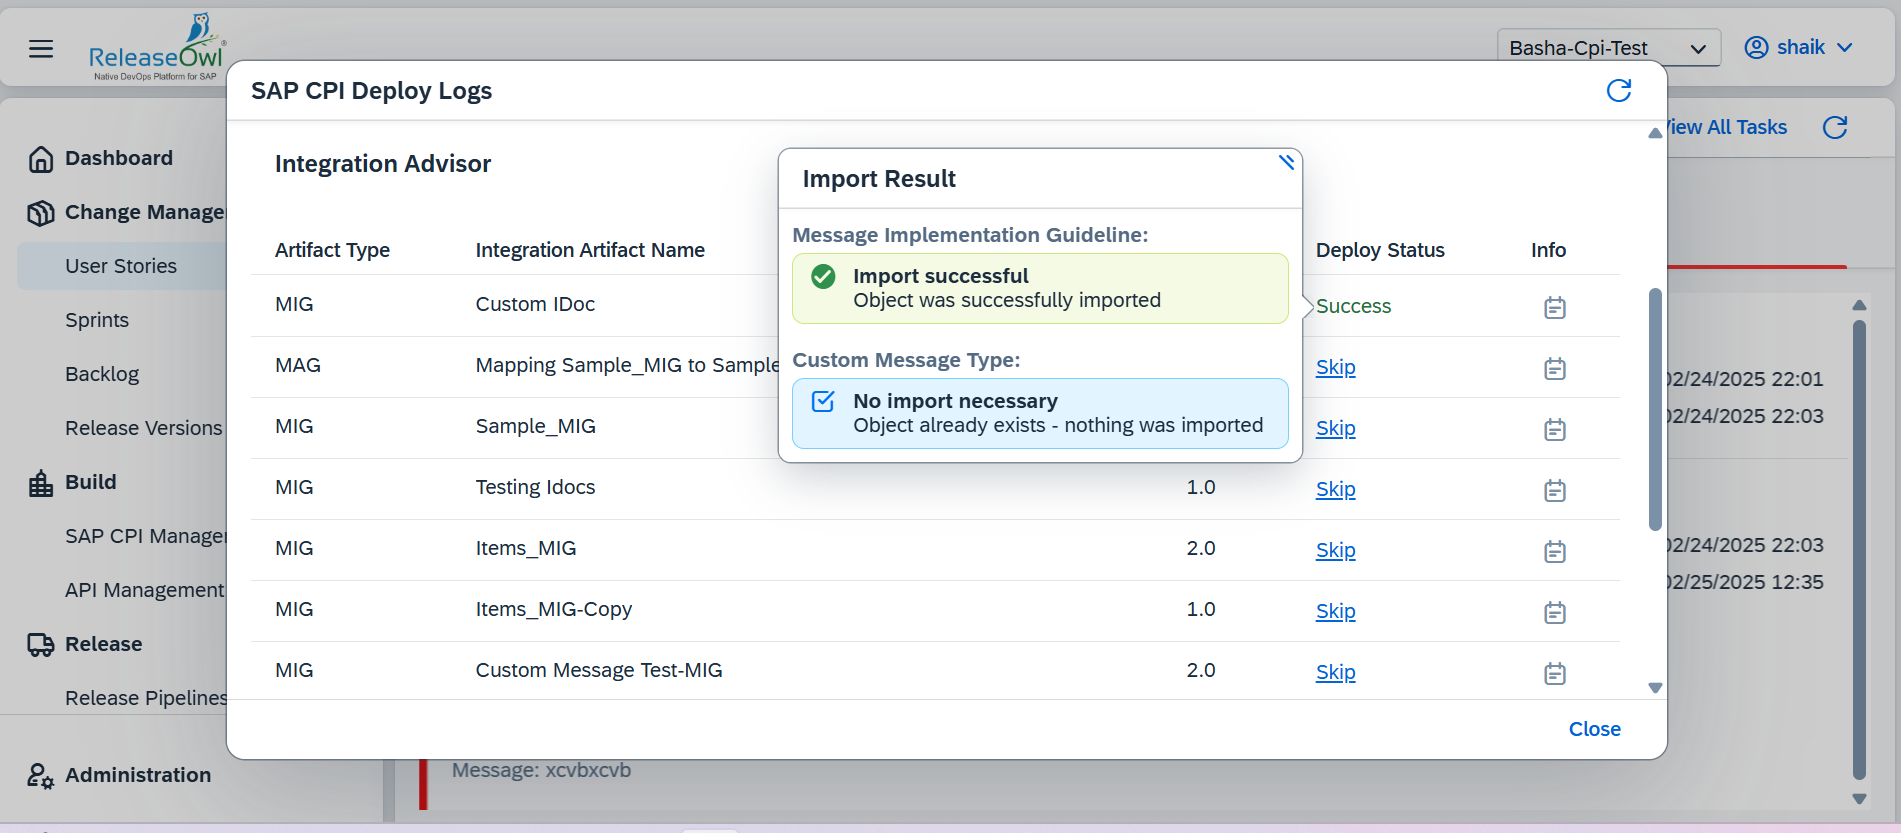 ReleaseOwl®
Native DevOps Platform for SAP
Basha-Cpi-Test
shaik
SAP CPI Deploy Logs
View All Tasks
Dashboard
Change Manage
User Stories
Sprints
Backlog
Release Versions
Build
SAP CPI Manage
API Management
Release
Release Pipelines
Administration
Integration Advisor
Artifact Type Integration Artifact Name Deploy Status Info
MIG Custom IDoc Success
MAG Mapping Sample_MIG to Sample Skip
MIG Sample_MIG Skip
MIG Testing Idocs 1.0 Skip
MIG Items_MIG 2.0 Skip
MIG Items_MIG-Copy 1.0 Skip
MIG Custom Message Test-MIG 2.0 Skip
Import Result
Message Implementation Guideline:
Import successful
Object was successfully imported
Custom Message Type:
No import necessary
Object already exists - nothing was imported
02/24/2025 22:01
02/24/2025 22:03
02/24/2025 22:03
02/25/2025 12:35
Close
Message: xcvbxcvb